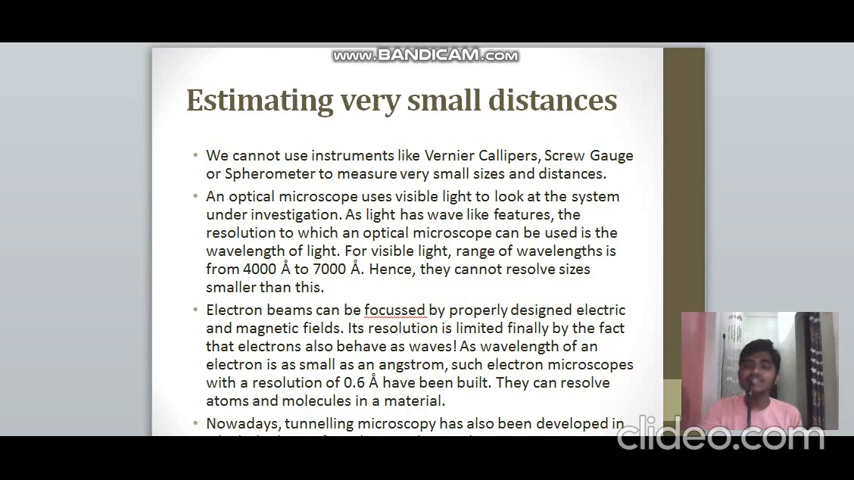 www.BANDICAM.com
Estimating very small distances
• We cannot use instruments like Vernier Callipers, Screw Gauge
or Spherometer to measure very small sizes and distances.
• An optical microscope uses visible light to look at the system
under investigation. As light has wave like features, the
resolution to which an optical microscope can be used is the
wavelength of light. For visible light, range of wavelengths is
from 4000 Å to 7000 Å. Hence, they cannot resolve sizes
smaller than this.
• Electron beams can be focussed by properly designed electric
and magnetic fields. Its resolution is limited finally by the fact
that electrons also behave as waves! As wavelength of an
electron is as small as an angstrom, such electron microscopes
with a resolution of 0.6 Å have been built. They can resolve
atoms and molecules in a material.
• Nowadays, tunnelling microscopy has also been developed in
clideo.com